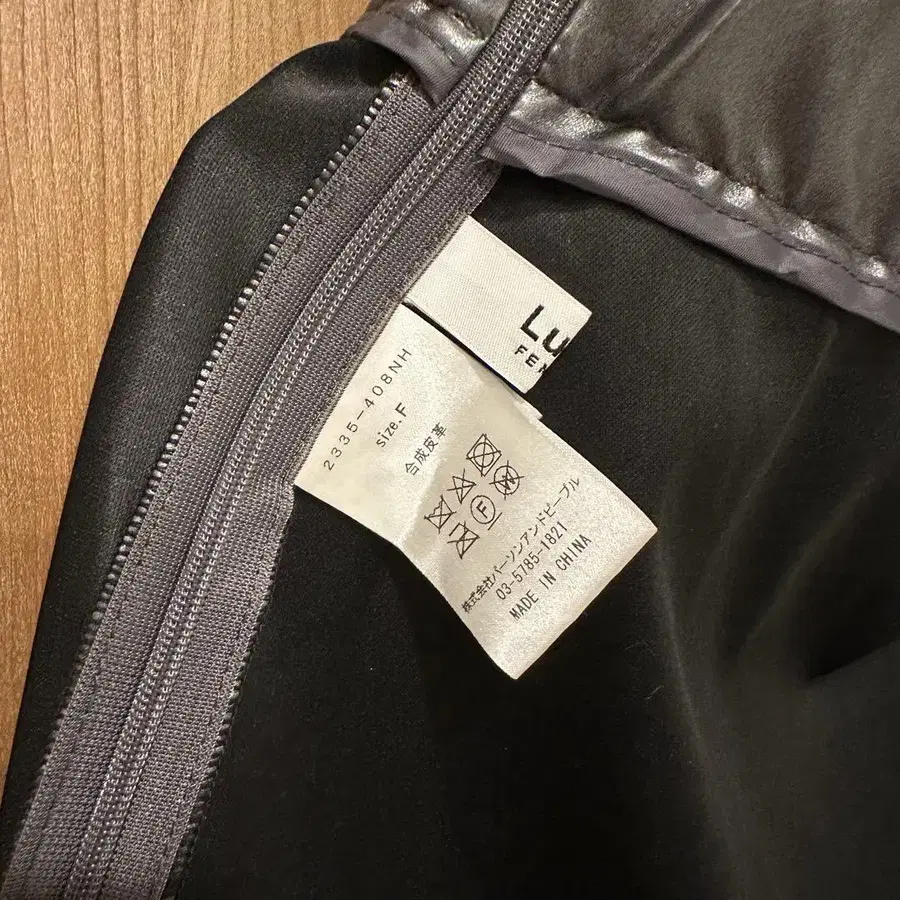 Lu
FE
2335-408NH
size.F
合成皮革
F
株式会社パーソンアンドピープル
03-5785-1821
MADE IN CHINA